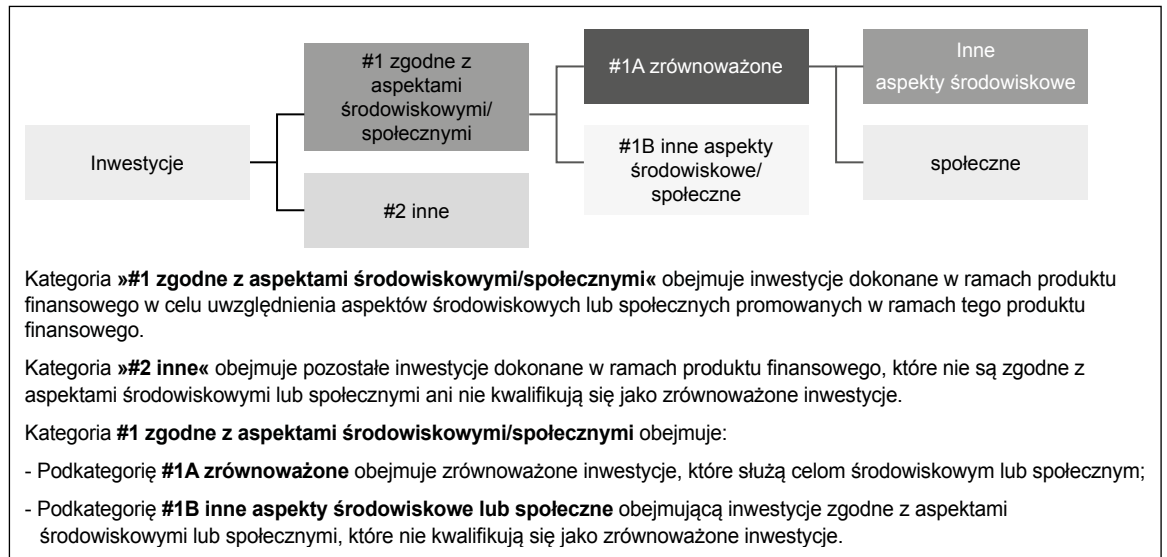 #1 zgodne z
aspektami
środowiskowymi/
społecznymi
#1A zrównoważone
Inne
aspekty środowiskowe
Inwestycje
#1B inne aspekty
środowiskowe/
społeczne
społeczne
#2 inne
Kategoria »#1 zgodne z aspektami środowiskowymi/społecznymi« obejmuje inwestycje dokonane w ramach produktu
finansowego w celu uwzględnienia aspektów środowiskowych lub społecznych promowanych w ramach tego produktu
finansowego.
Kategoria »#2 inne« obejmuje pozostałe inwestycje dokonane w ramach produktu finansowego, które nie są zgodne z
aspektami środowiskowymi lub społecznymi ani nie kwalifikują się jako zrównoważone inwestycje.
Kategoria #1 zgodne z aspektami środowiskowymi/społecznymi obejmuje:
- Podkategorię #1A zrównoważone obejmuje zrównoważone inwestycje, które służą celom środowiskowym lub społecznym;
- Podkategorię #1B inne aspekty środowiskowe lub społeczne obejmującą inwestycje zgodne z aspektami
środowiskowymi lub społecznymi, które nie kwalifikują się jako zrównoważone inwestycje.